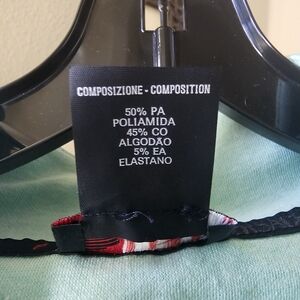 COMPOSIZIONE - COMPOSITION
50% PA
POLIAMIDA
45% CO
ALGODÃO
5% EA
ELASTANO